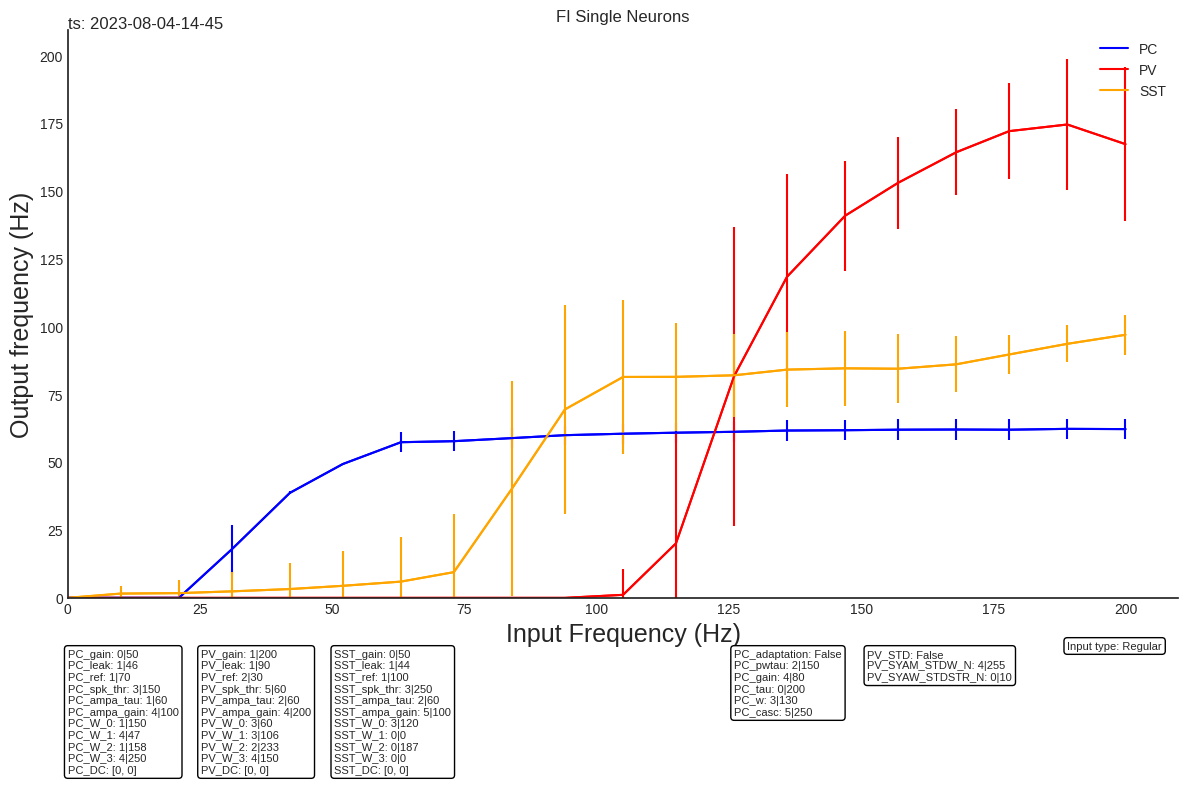 ts: 2023-08-04-14-45
FI Single Neurons
PC
PV
SST
Output frequency (Hz)
200
175
150
125
100
75
50
25
0
0 25 50 75 100 125 150 175 200
Input Frequency (Hz)
PC_gain: 0|50
PC_leak: 1|46
PC_ref: 1|70
PC_spk_thr: 3|150
PC_ampa_tau: 1|60
PC_ampa_gain: 4|100
PC_W_0: 1|150
PC_W_1: 4|47
PC_W_2: 1|158
PC_W_3: 4|250
PC_DC: [0, 0]
PV_gain: 1|200
PV_leak: 1|90
PV_ref: 2|30
PV_spk_thr: 5|60
PV_ampa_tau: 2|60
PV_ampa_gain: 4|200
PV_W_0: 3|60
PV_W_1: 3|106
PV_W_2: 2|233
PV_W_3: 4|150
PV_DC: [0, 0]
SST_gain: 0|50
SST_leak: 1|44
SST_ref: 1|100
SST_spk_thr: 3|250
SST_ampa_tau: 2|60
SST_ampa_gain: 5|100
SST_W_0: 3|120
SST_W_1: 0|0
SST_W_2: 0|187
SST_W_3: 0|0
SST_DC: [0, 0]
PC_adaptation: False
PC_pwtau: 2|150
PC_gain: 4|80
PC_tau: 0|200
PC_w: 3|130
PC_casc: 5|250
PV_STD: False
PV_SYAM_STDW_N: 4|255
PV_SYAW_STDSTR_N: 0|10
Input type: Regular